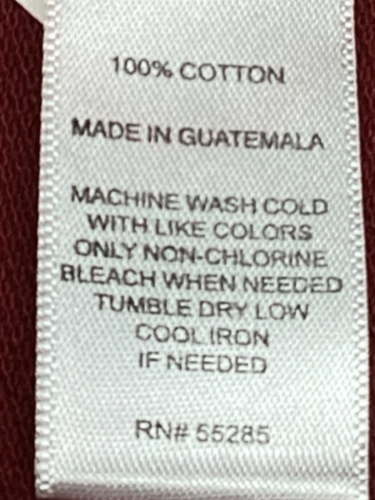 100% COTTON
MADE IN GUATEMALA
MACHINE WASH COLD
WITH LIKE COLORS
ONLY NON-CHLORINE
BLEACH WHEN NEEDED
TUMBLE DRY LOW
COOL IRON
IF NEEDED
RN# 55285